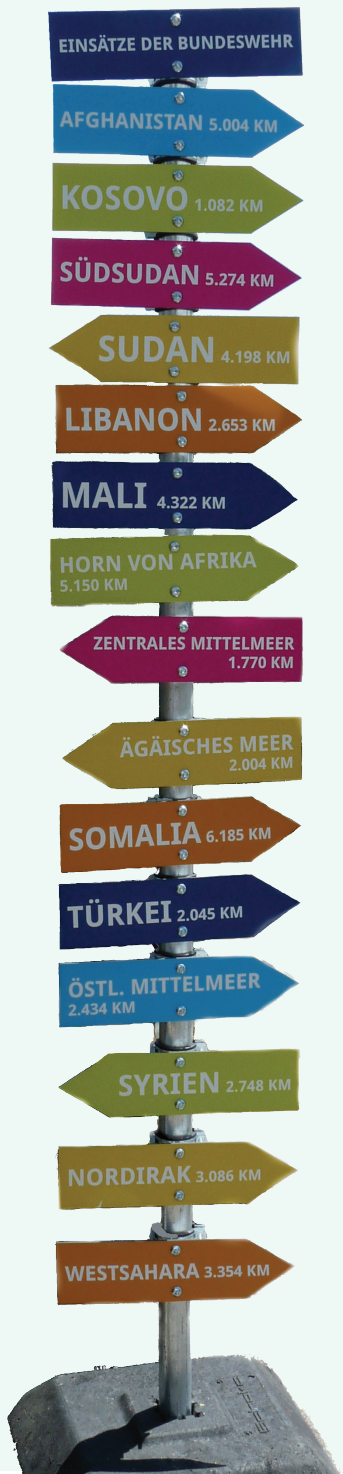 EINSÄTZE DER BUNDESWEHR
AFGHANISTAN 5.004 KM
KOSOVO 1.082 KM
SÜDSUDAN 5.274 KM
SUDAN 4.198 KM
LIBANON 2.653 KM
MALI 4.322 KM
HORN VON AFRIKA
5.150 KM
ZENTRALES MITTELMEER
1.770 KM
ÄGÄISCHES MEER
2.004 KM
SOMALIA 6.185 KM
TÜRKEI 2.045 KM
ÖSTL. MITTELMEER
2.434 KM
SYRIEN 2.748 KM
NORDIRAK 3.086 KM
WESTSAHARA 3.354 KM